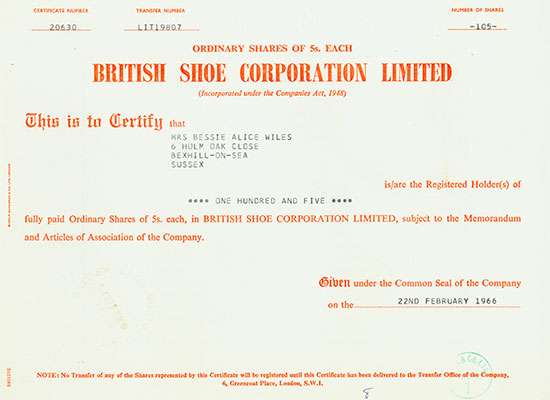 CERTIFICATE NUMBER TRANSFER NUMBER NUMBER OF SHARES
20630 LIT19807 -105-
ORDINARY SHARES OF 5s. EACH
BRITISH SHOE CORPORATION LIMITED
(Incorporated under the Companies Act, 1948)
This is to Certify that
MRS BESSIE ALICE WILES
6 HOLM OAK CLOSE
BEXHILL-ON-SEA
SUSSEX
is/are the Registered Holder(s) of
**** ONE HUNDRED AND FIVE ****
fully paid Ordinary Shares of 5s. each, in BRITISH SHOE CORPORATION LIMITED, subject to the Memorandum
and Articles of Association of the Company.
Given under the Common Seal of the Company
on the 22ND FEBRUARY 1966
NOTE: No Transfer of any of the Shares represented by this Certificate will be registered until this Certificate has been delivered to the Transfer Office of the Company,
6, Greencoat Place, London, S.W.1.
8